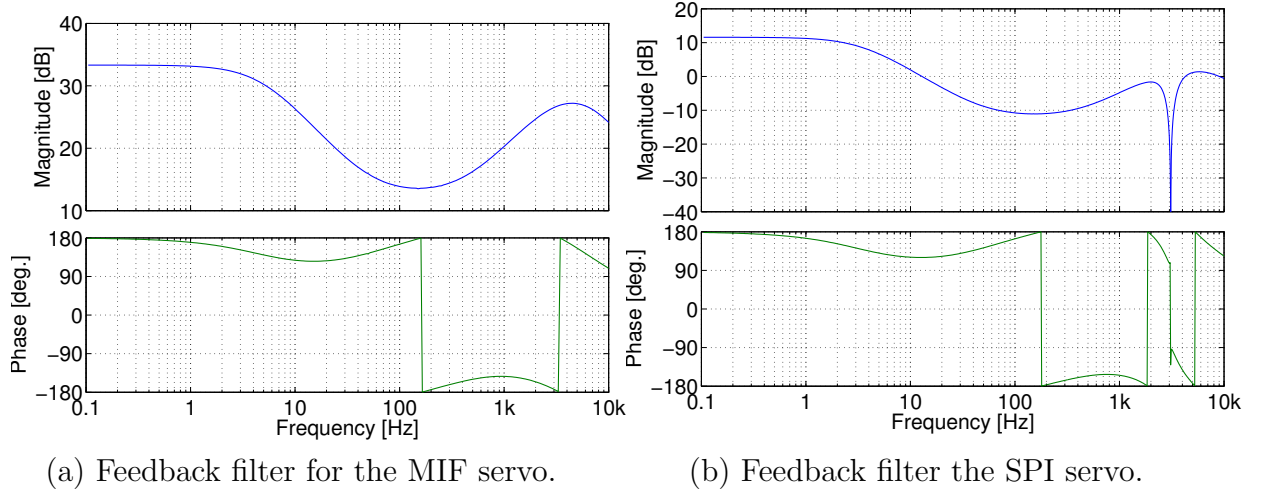 40
30
20
10
Magnitude [dB]
180
90
0
−90
−180
Phase [deg.]
0.1 1 10 100 1k 10k
Frequency [Hz]
(a) Feedback filter for the MIF servo.
20
10
0
−10
−20
−30
−40
Magnitude [dB]
180
90
0
−90
−180
Phase [deg.]
0.1 1 10 100 1k 10k
Frequency [Hz]
(b) Feedback filter the SPI servo.